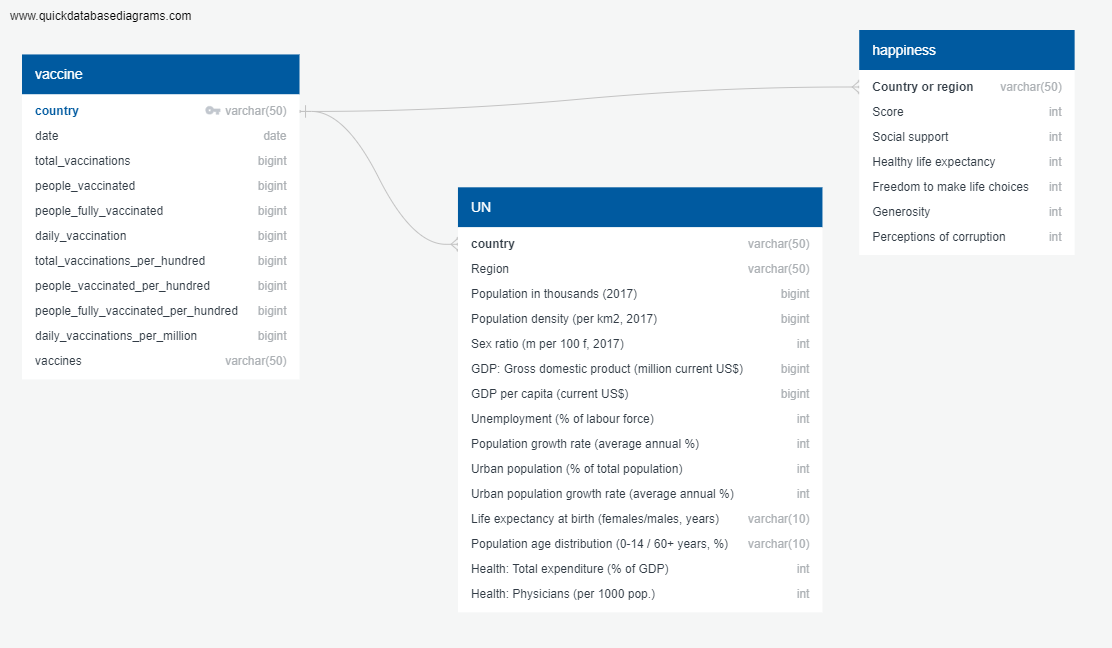 www.quickdatabasediagrams.com
vaccine
country varchar(50)
date date
total_vaccinations bigint
people_vaccinated bigint
people_fully_vaccinated bigint
daily_vaccination bigint
total_vaccinations_per_hundred bigint
people_vaccinated_per_hundred bigint
people_fully_vaccinated_per_hundred bigint
daily_vaccinations_per_million bigint
vaccines varchar(50)
UN
country varchar(50)
Region varchar(50)
Population in thousands (2017) bigint
Population density (per km2, 2017) bigint
Sex ratio (m per 100 f, 2017) int
GDP: Gross domestic product (million current US$) bigint
GDP per capita (current US$) bigint
Unemployment (% of labour force) int
Population growth rate (average annual %) int
Urban population (% of total population) int
Urban population growth rate (average annual %) int
Life expectancy at birth (females/males, years) varchar(10)
Population age distribution (0-14 / 60+ years, %) varchar(10)
Health: Total expenditure (% of GDP) int
Health: Physicians (per 1000 pop.) int
happiness
Country or region varchar(50)
Score int
Social support int
Healthy life expectancy int
Freedom to make life choices int
Generosity int
Perceptions of corruption int